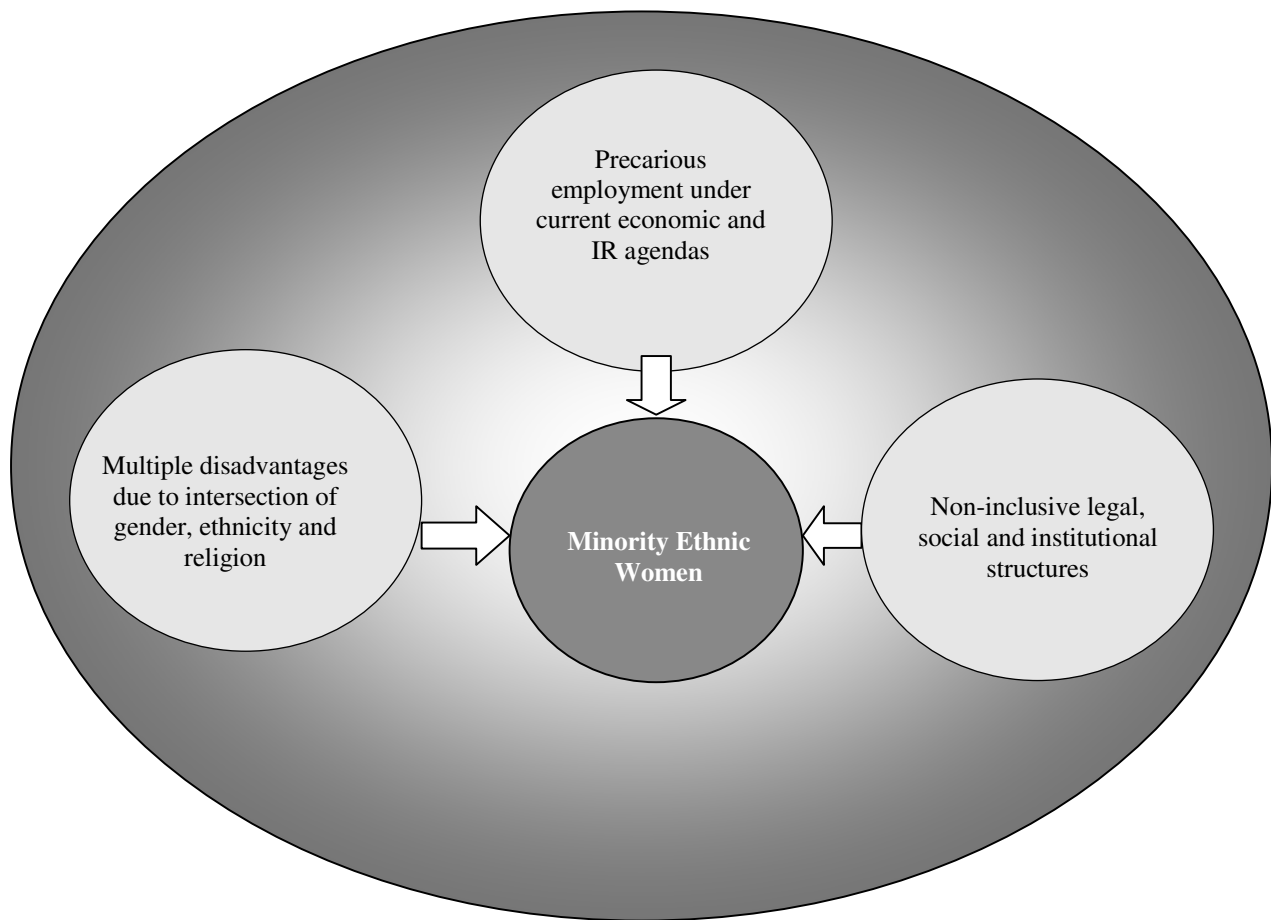 Precarious
employment under
current economic and
IR agendas
Multiple disadvantages
due to intersection of
gender, ethnicity and
religion
Minority Ethnic
Women
Non-inclusive legal,
social and institutional
structures